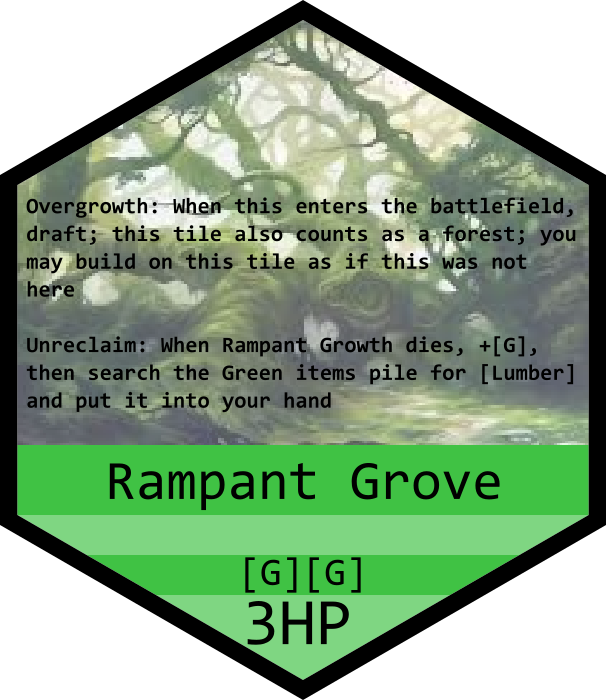 Overgrowth: When this enters the battlefield,
draft; this tile also counts as a forest; you
may build on this tile as if this was not
here
Unreclaim: When Rampant Growth dies, +[G],
then search the Green items pile for [Lumber]
and put it into your hand
Rampant Grove
[G][G]
3HP